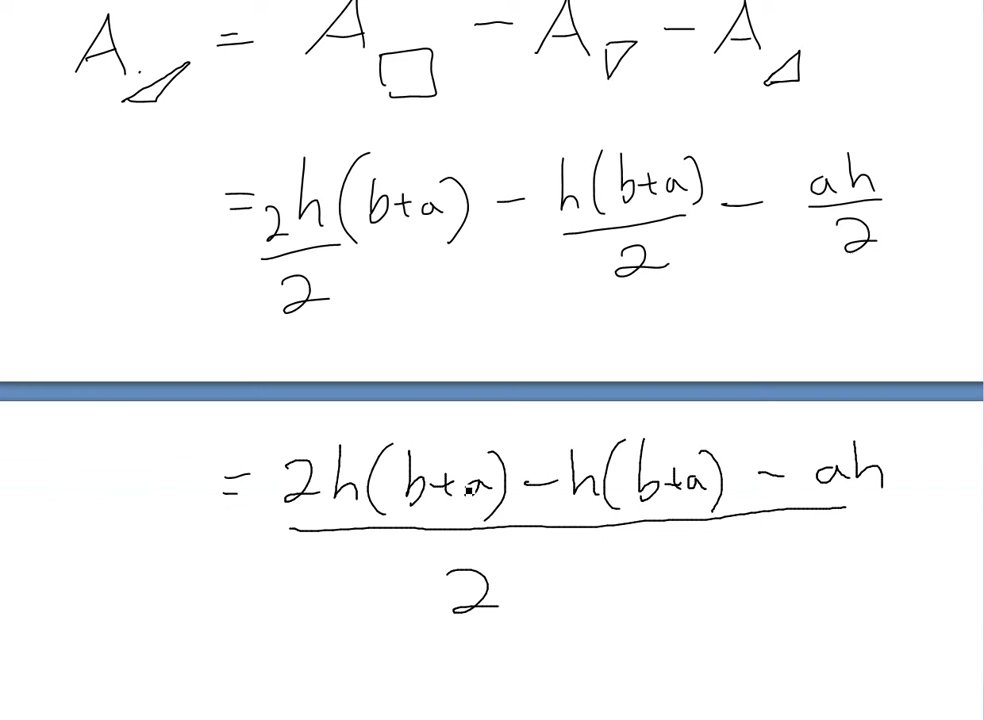 A◿ = A□ − A▽ − A◿
= 2h/2 (b+a) − h(b+a)/2 − ah/2
= (2h(b+a) − h(b+a) − ah)/2